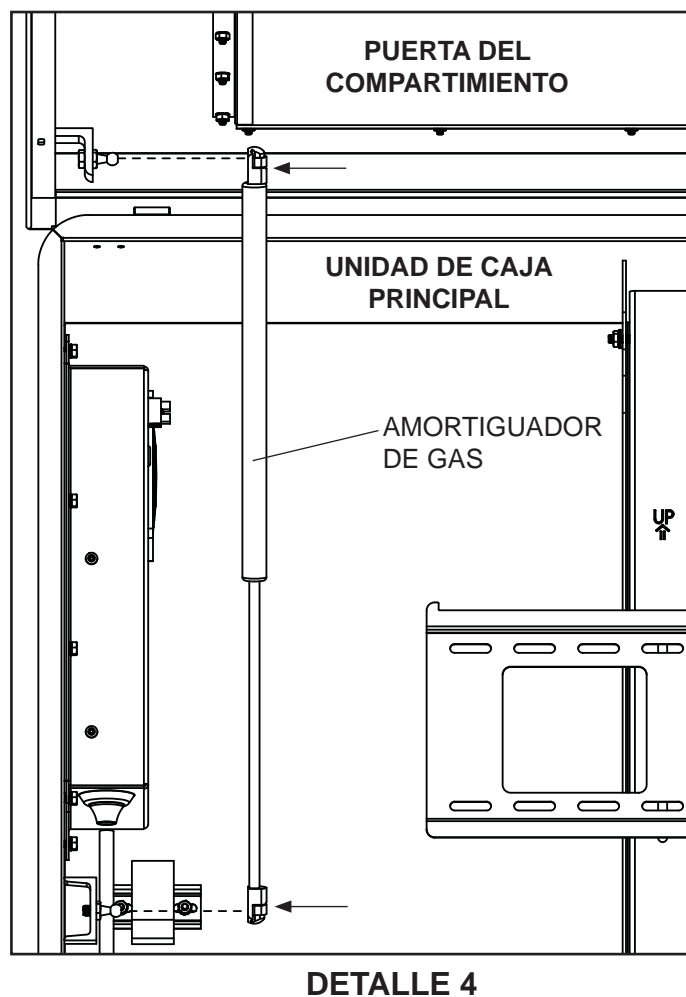 PUERTA DEL
COMPARTIMIENTO
UNIDAD DE CAJA
PRINCIPAL
AMORTIGUADOR
DE GAS
UP
DETALLE 4